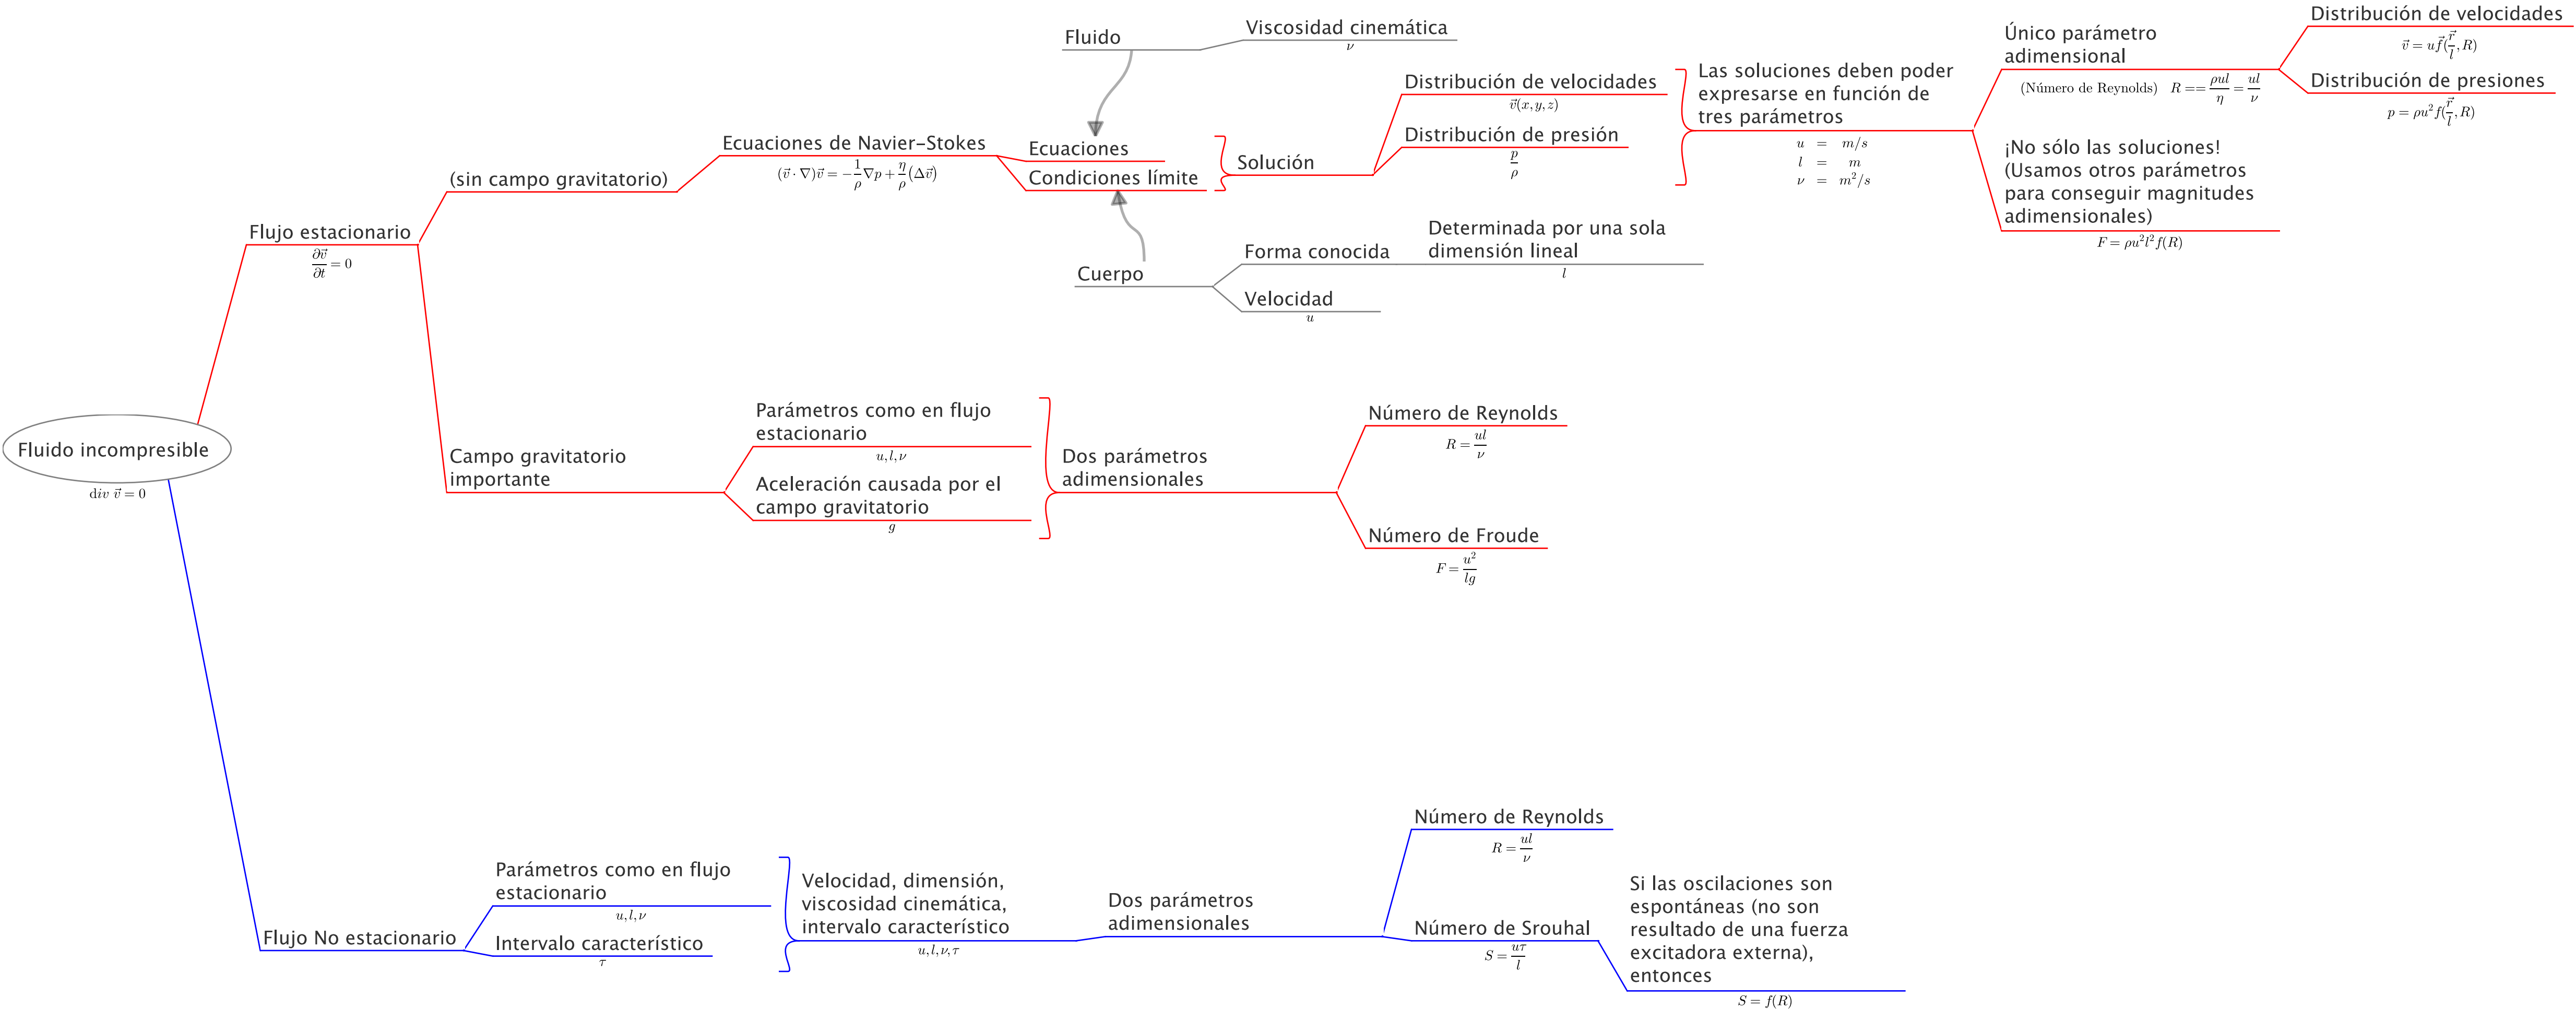 Fluido incompresible
div v⃗ = 0
Flujo estacionario
∂v⃗/∂t = 0
(sin campo gravitatorio)
Ecuaciones de Navier-Stokes
(v⃗ · ∇)v⃗ = −1/ρ ∇p + η/ρ (Δv⃗)
Fluido
Viscosidad cinemática
ν
Ecuaciones
Condiciones límite
Cuerpo
Forma conocida
Determinada por una sola
dimensión lineal
l
Velocidad
u
Solución
Distribución de velocidades
v⃗(x, y, z)
Distribución de presión
p/ρ
Las soluciones deben poder
expresarse en función de
tres parámetros
u = m/s
l = m
ν = m²/s
Único parámetro
adimensional
(Número de Reynolds) R == ρul/η = ul/ν
Distribución de velocidades
v⃗ = uf⃗(r⃗/l, R)
Distribución de presiones
p = ρu²f(r⃗/l, R)
¡No sólo las soluciones!
(Usamos otros parámetros
para conseguir magnitudes
adimensionales)
F = ρu²l²f(R)
Campo gravitatorio
importante
Parámetros como en flujo
estacionario
u, l, ν
Aceleración causada por el
campo gravitatorio
g
Dos parámetros
adimensionales
Número de Reynolds
R = ul/ν
Número de Froude
F = u²/lg
Flujo No estacionario
Parámetros como en flujo
estacionario
u, l, ν
Intervalo característico
τ
Velocidad, dimensión,
viscosidad cinemática,
intervalo característico
u, l, ν, τ
Dos parámetros
adimensionales
Número de Reynolds
R = ul/ν
Número de Srouhal
S = uτ/l
Si las oscilaciones son
espontáneas (no son
resultado de una fuerza
excitadora externa),
entonces
S = f(R)